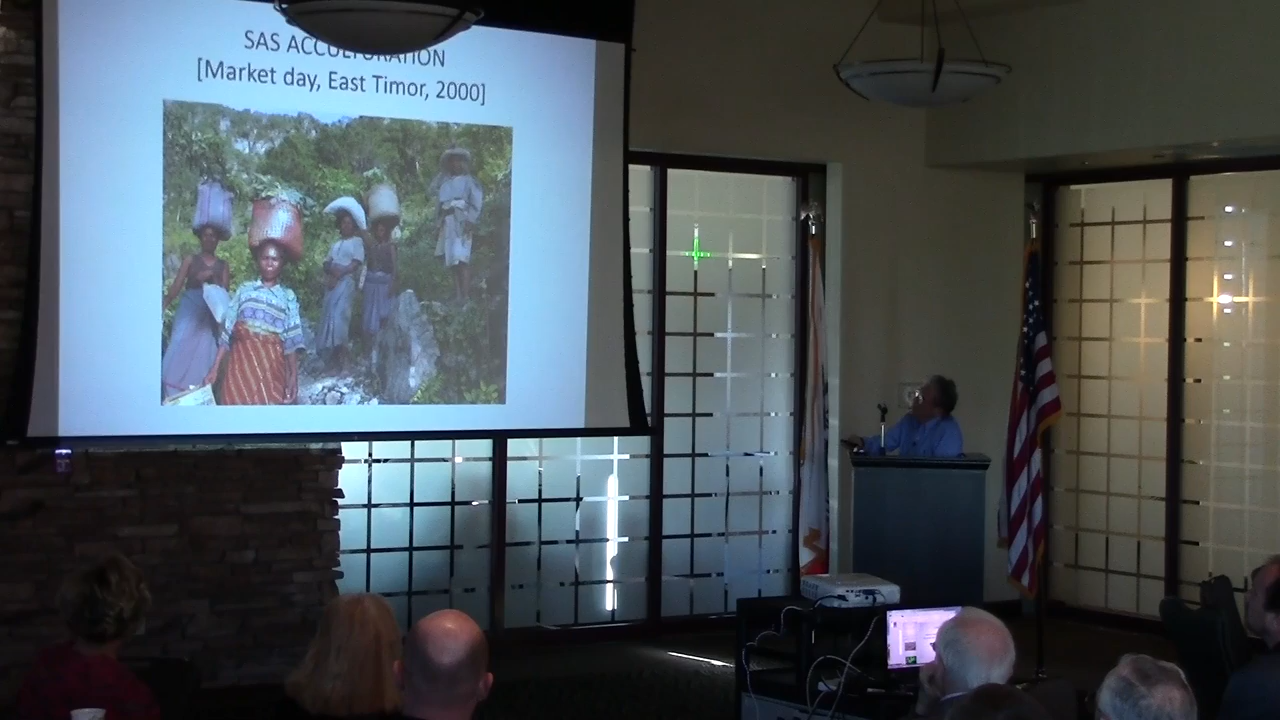 SAS ACCULTURATION
[Market day, East Timor, 2000]